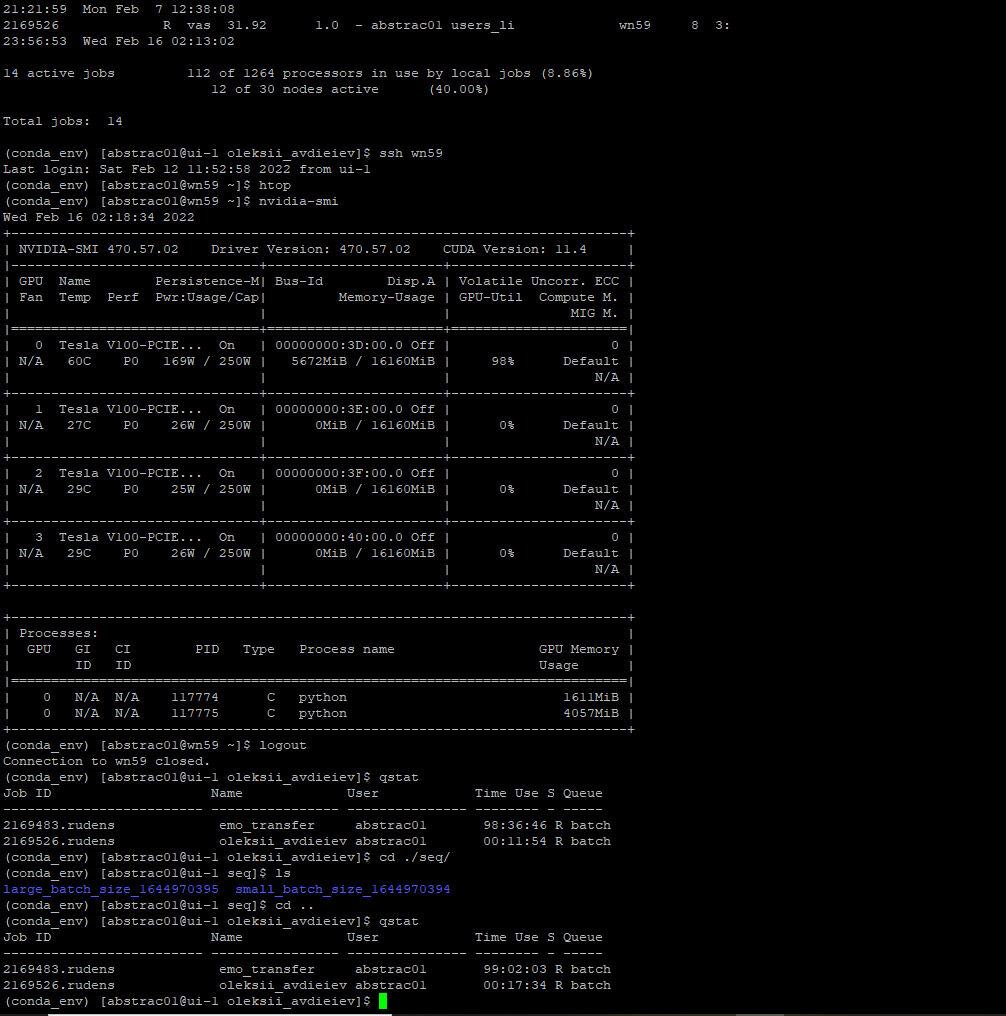 21:21:59  Mon Feb  7 12:38:08
2169526             R  vas  31.92      1.0  - abstrac01 users_li             wn59     8  3:
23:56:53  Wed Feb 16 02:13:02
14 active jobs         112 of 1264 processors in use by local jobs (8.86%)
                          12 of 30 nodes active      (40.00%)
Total jobs:  14
(conda_env) [abstrac01@ui-1 oleksii_avdieiev]$ ssh wn59
Last login: Sat Feb 12 11:52:58 2022 from ui-1
(conda_env) [abstrac01@wn59 ~]$ htop
(conda_env) [abstrac01@wn59 ~]$ nvidia-smi
Wed Feb 16 02:18:34 2022
+-----------------------------------------------------------------------------+
| NVIDIA-SMI 470.57.02    Driver Version: 470.57.02    CUDA Version: 11.4     |
|-------------------------------+----------------------+----------------------+
| GPU  Name        Persistence-M| Bus-Id        Disp.A | Volatile Uncorr. ECC |
| Fan  Temp  Perf  Pwr:Usage/Cap|         Memory-Usage | GPU-Util  Compute M. |
|                               |                      |               MIG M. |
|===============================+======================+======================|
|   0  Tesla V100-PCIE...  On   | 00000000:3D:00.0 Off |                    0 |
| N/A   60C    P0   169W / 250W |   5672MiB / 16160MiB |     98%      Default |
|                               |                      |                  N/A |
+-------------------------------+----------------------+----------------------+
|   1  Tesla V100-PCIE...  On   | 00000000:3E:00.0 Off |                    0 |
| N/A   27C    P0    26W / 250W |      0MiB / 16160MiB |      0%      Default |
|                               |                      |                  N/A |
+-------------------------------+----------------------+----------------------+
|   2  Tesla V100-PCIE...  On   | 00000000:3F:00.0 Off |                    0 |
| N/A   29C    P0    25W / 250W |      0MiB / 16160MiB |      0%      Default |
|                               |                      |                  N/A |
+-------------------------------+----------------------+----------------------+
|   3  Tesla V100-PCIE...  On   | 00000000:40:00.0 Off |                    0 |
| N/A   29C    P0    26W / 250W |      0MiB / 16160MiB |      0%      Default |
|                               |                      |                  N/A |
+-------------------------------+----------------------+----------------------+
+-----------------------------------------------------------------------------+
| Processes:                                                                  |
|  GPU   GI   CI        PID   Type   Process name                  GPU Memory |
|        ID   ID                                                   Usage      |
|=============================================================================|
|    0   N/A  N/A    117774      C   python                           1611MiB |
|    0   N/A  N/A    117775      C   python                           4057MiB |
+-----------------------------------------------------------------------------+
(conda_env) [abstrac01@wn59 ~]$ logout
Connection to wn59 closed.
(conda_env) [abstrac01@ui-1 oleksii_avdieiev]$ qstat
Job ID                    Name             User            Time Use S Queue
------------------------- ---------------- --------------- -------- - -----
2169483.rudens             emo_transfer     abstrac01       98:36:46 R batch
2169526.rudens             oleksii_avdieiev abstrac01       00:11:54 R batch
(conda_env) [abstrac01@ui-1 oleksii_avdieiev]$ cd ./seq/
(conda_env) [abstrac01@ui-1 seq]$ ls
large_batch_size_1644970395  small_batch_size_1644970394
(conda_env) [abstrac01@ui-1 seq]$ cd ..
(conda_env) [abstrac01@ui-1 oleksii_avdieiev]$ qstat
Job ID                    Name             User            Time Use S Queue
------------------------- ---------------- --------------- -------- - -----
2169483.rudens             emo_transfer     abstrac01       99:02:03 R batch
2169526.rudens             oleksii_avdieiev abstrac01       00:17:34 R batch
(conda_env) [abstrac01@ui-1 oleksii_avdieiev]$